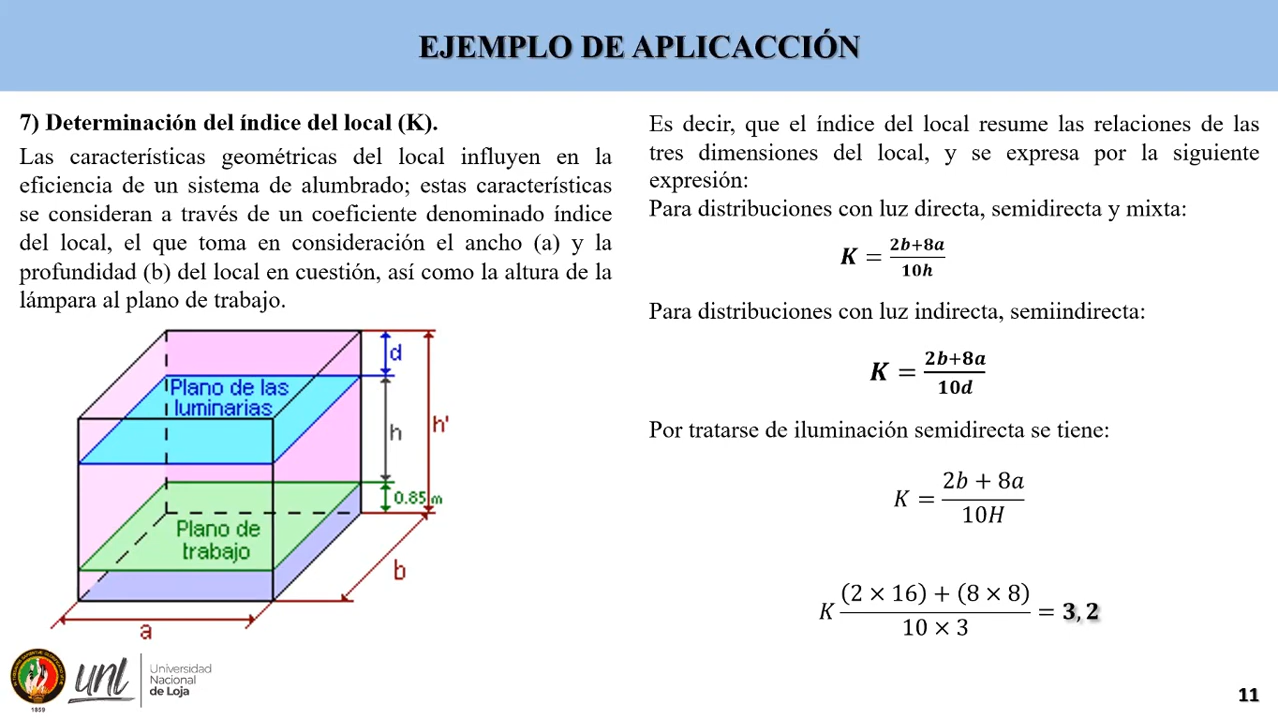 EJEMPLO DE APLICACCIÓN
7) Determinación del índice del local (K).
Las características geométricas del local influyen en la
eficiencia de un sistema de alumbrado; estas características
se consideran a través de un coeficiente denominado índice
del local, el que toma en consideración el ancho (a) y la
profundidad (b) del local en cuestión, así como la altura de la
lámpara al plano de trabajo.
d
Plano de las
luminarias
h
h'
0.85 m
Plano de
trabajo
b
a
Es decir, que el índice del local resume las relaciones de las
tres dimensiones del local, y se expresa por la siguiente
expresión:
Para distribuciones con luz directa, semidirecta y mixta:
K = (2b+8a)/(10h)
Para distribuciones con luz indirecta, semiindirecta:
K = (2b+8a)/(10d)
Por tratarse de iluminación semidirecta se tiene:
K = (2b + 8a)/(10H)
K ((2 × 16) + (8 × 8))/(10 × 3) = 3, 2
1859
unl
Universidad
Nacional
de Loja
11